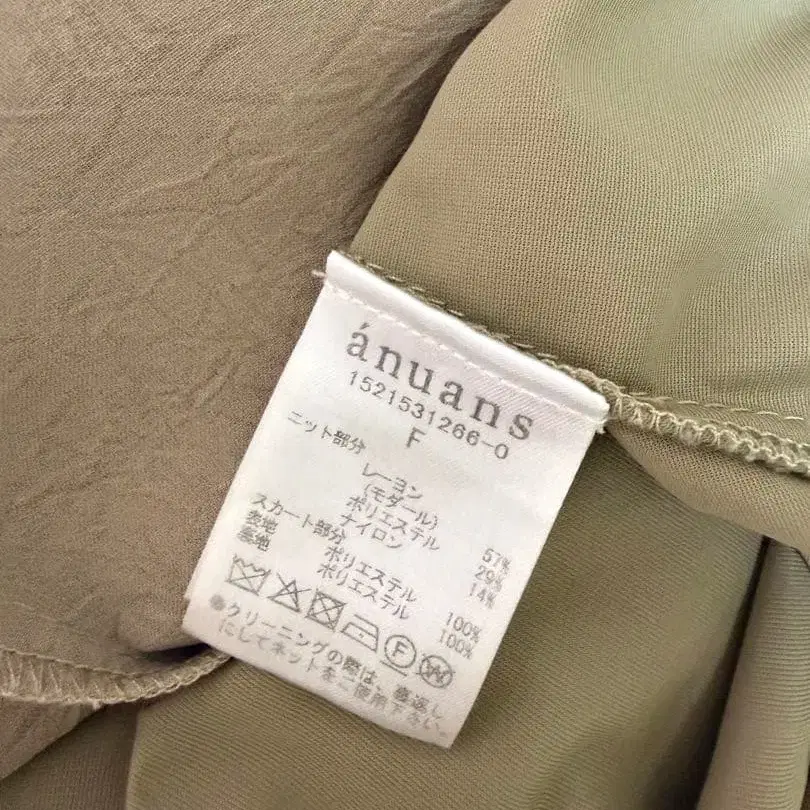 ánuans
1521531266-0
F
ニット部分
レーヨン
(モダール) 57%
ポリエステル 29%
ナイロン 14%
スカート部分
表地 ポリエステル 100%
裏地 ポリエステル 100%
F W
●クリーニングの際は、裏返し
にしてネットをご使用下さい。